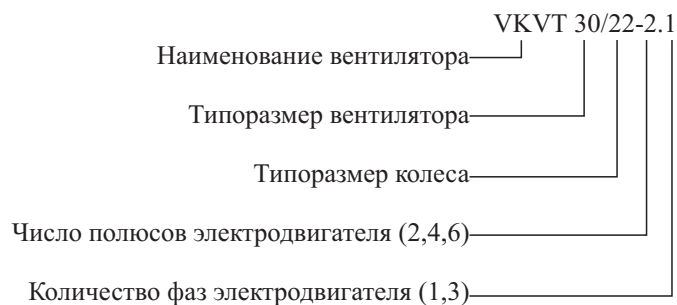 VKVT 30/22-2.1
Наименование вентилятора
Типоразмер вентилятора
Типоразмер колеса
Число полюсов электродвигателя (2,4,6)
Количество фаз электродвигателя (1,3)